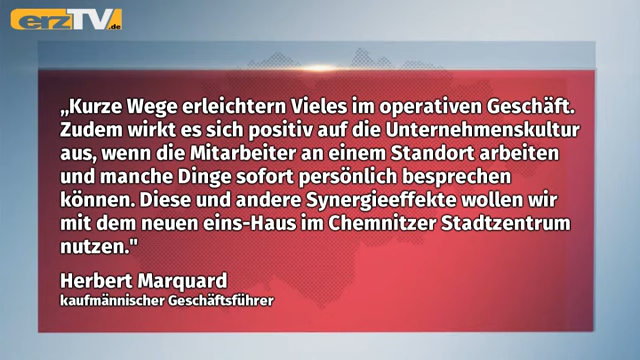 erzTV.de
„Kurze Wege erleichtern Vieles im operativen Geschäft.
Zudem wirkt es sich positiv auf die Unternehmenskultur
aus, wenn die Mitarbeiter an einem Standort arbeiten
und manche Dinge sofort persönlich besprechen
können. Diese und andere Synergieeffekte wollen wir
mit dem neuen eins-Haus im Chemnitzer Stadtzentrum
nutzen."
Herbert Marquard
kaufmännischer Geschäftsführer